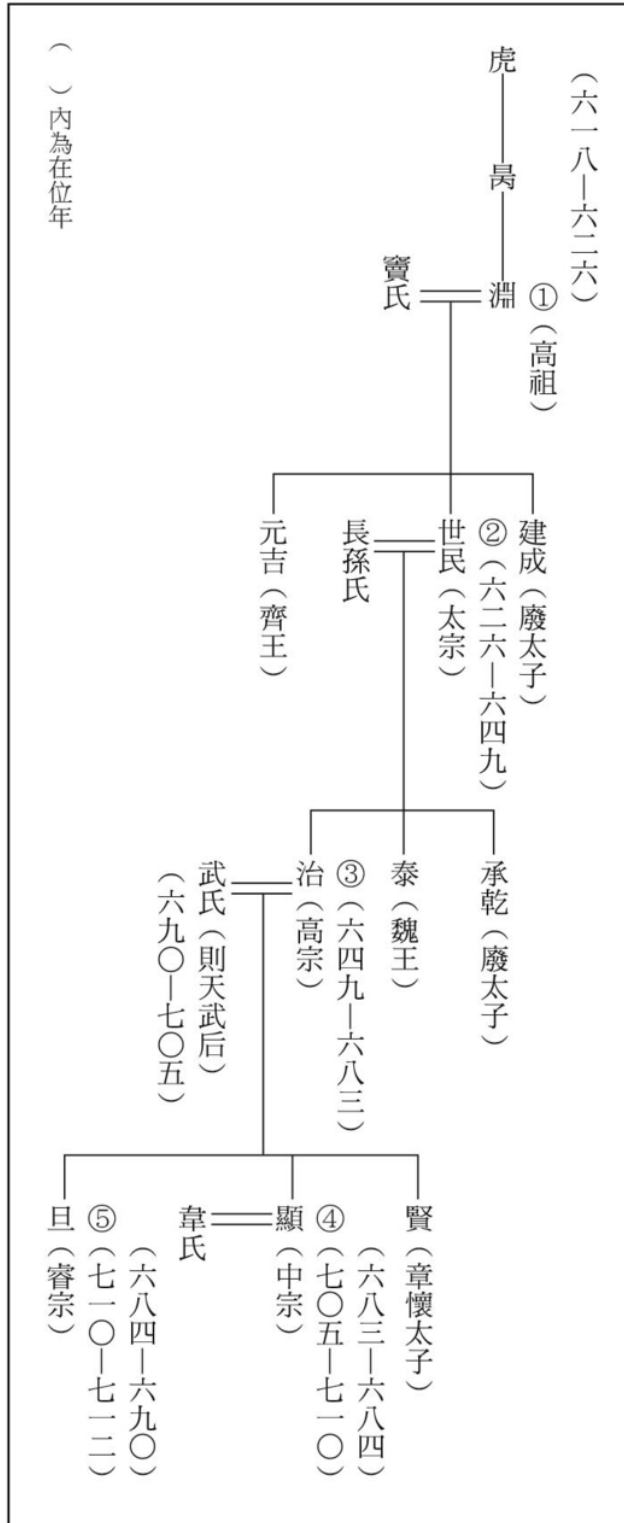 （六一八—六二六）
①（高祖）
虎
昺
淵
竇氏
建成（廢太子）
②（六二六—六四九）
世民（太宗）
長孫氏
元吉（齊王）
承乾（廢太子）
泰（魏王）
③（六四九—六八三）
治（高宗）
武氏（則天武后）
（六九〇—七〇五）
賢（章懷太子）
（六八三—六八四）
④（七〇五—七一〇）
顯（中宗）
韋氏
（六八四—六九〇）
⑤（七一〇—七一二）
旦（睿宗）
（ ）內為在位年